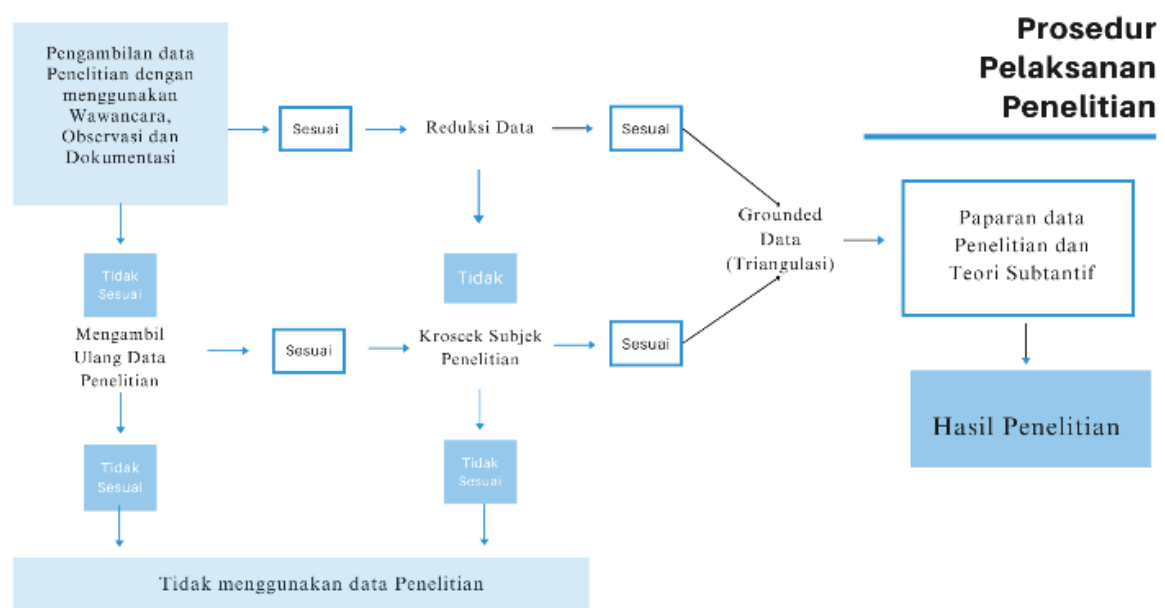 Prosedur
Pelaksanan
Penelitian
Pengambilan data
Penelitian dengan
menggunakan
Wawancara,
Observasi dan
Dokumentasi
Sesuai
Reduksi Data
Sesuai
Grounded
Data
(Triangulasi)
Paparan data
Penelitian dan
Teori Subtantif
Tidak
Sesuai
Tidak
Mengambil
Ulang Data
Penelitian
Sesuai
Kroscek Subjek
Penelitian
Sesuai
Hasil Penelitian
Tidak
Sesuai
Tidak
Sesuai
Tidak menggunakan data Penelitian